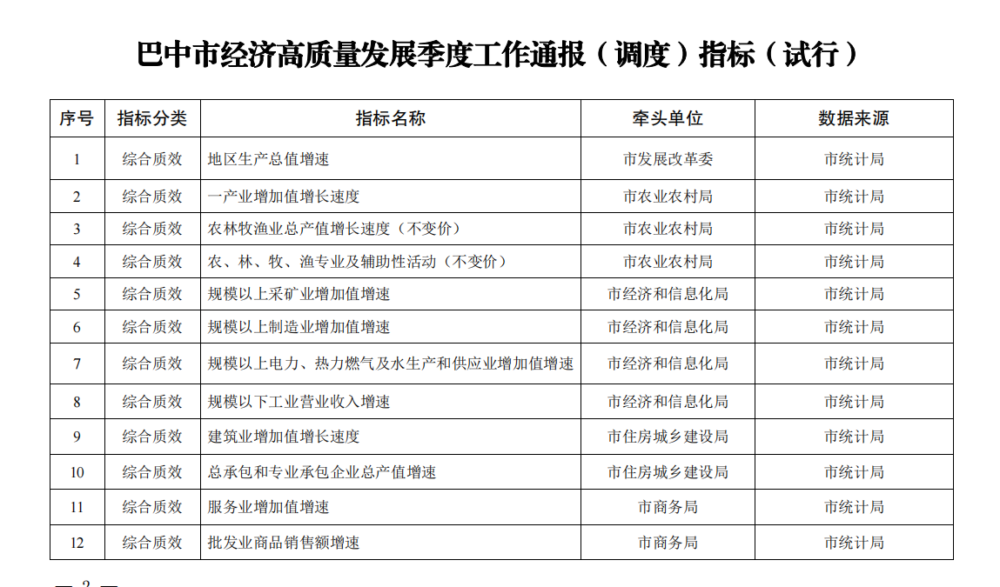 巴中市经济高质量发展季度工作通报（调度）指标（试行）
序号 指标分类 指标名称 牵头单位 数据来源
1 综合质效 地区生产总值增速 市发展改革委 市统计局
2 综合质效 一产业增加值增长速度 市农业农村局 市统计局
3 综合质效 农林牧渔业总产值增长速度（不变价） 市农业农村局 市统计局
4 综合质效 农、林、牧、渔专业及辅助性活动（不变价） 市农业农村局 市统计局
5 综合质效 规模以上采矿业增加值增速 市经济和信息化局 市统计局
6 综合质效 规模以上制造业增加值增速 市经济和信息化局 市统计局
7 综合质效 规模以上电力、热力燃气及水生产和供应业增加值增速 市经济和信息化局 市统计局
8 综合质效 规模以下工业营业收入增速 市经济和信息化局 市统计局
9 综合质效 建筑业增加值增长速度 市住房城乡建设局 市统计局
10 综合质效 总承包和专业承包企业总产值增速 市住房城乡建设局 市统计局
11 综合质效 服务业增加值增速 市商务局 市统计局
12 综合质效 批发业商品销售额增速 市商务局 市统计局
— 2 —